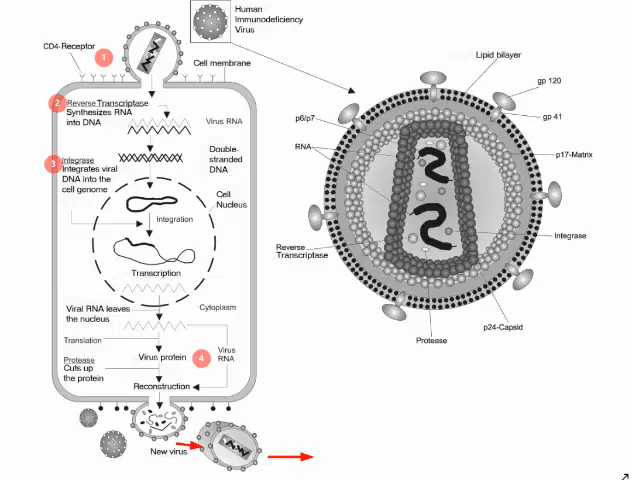 Human
Immunodeficiency
Virus
CD4-Receptor
1
Cell membrane
2
Reverse Transcriptase
Synthesizes RNA
into DNA
Virus RNA
3
Integrase
Integrates viral
DNA into the
cell genome
Double-
stranded
DNA
Cell
Nucleus
Integration
Transcription
Viral RNA leaves
the nucleus
Cytoplasm
Translation
Virus protein
4
Virus
RNA
Protease
Cuts up
the protein
Reconstruction
New virus
Lipid bilayer
gp 120
gp 41
p6/p7
RNA
p17-Matrix
Reverse
Transcriptase
Integrase
p24-Capsid
Protease